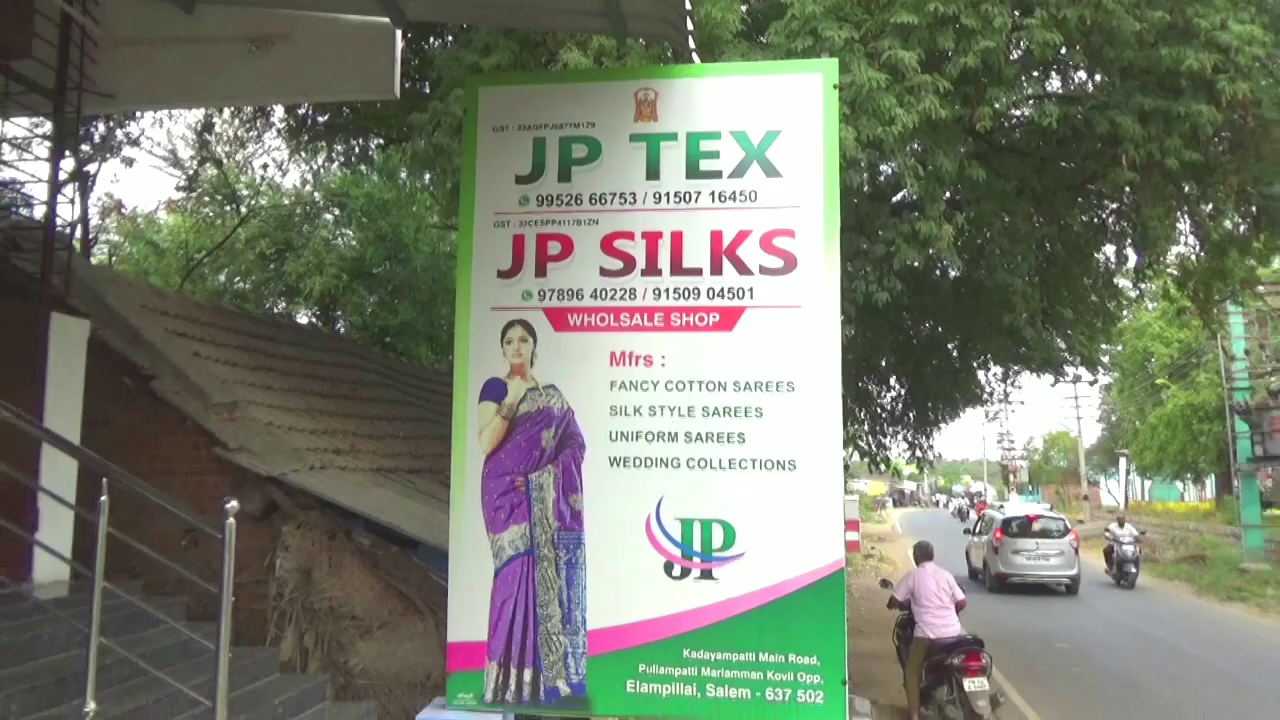 GST : 33AGFPJ6877M1Z9
JP TEX
99526 66753 / 91507 16450
GST : 33CESPP4117B1ZN
JP SILKS
97896 40228 / 91509 04501
WHOLSALE SHOP
Mfrs :
FANCY COTTON SAREES
SILK STYLE SAREES
UNIFORM SAREES
WEDDING COLLECTIONS
JP
Kadayampatti Main Road,
Puliampatti Mariamman Kovil Opp.
Elampillai, Salem - 637 502